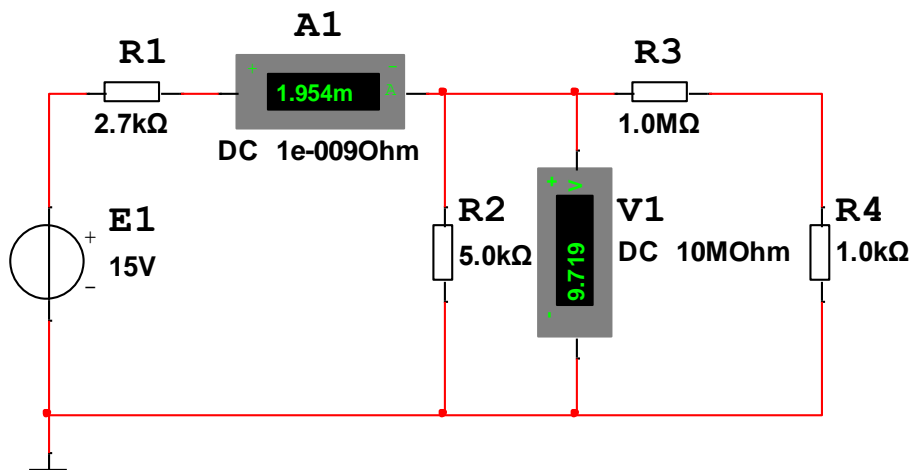 A1
R1
R3
+
-
1.954m
A
2.7kΩ
1.0MΩ
DC 1e-009Ohm
E1
+
15V
-
R2
5.0kΩ
+
V
9.719
-
V1
DC 10MOhm
R4
1.0kΩ